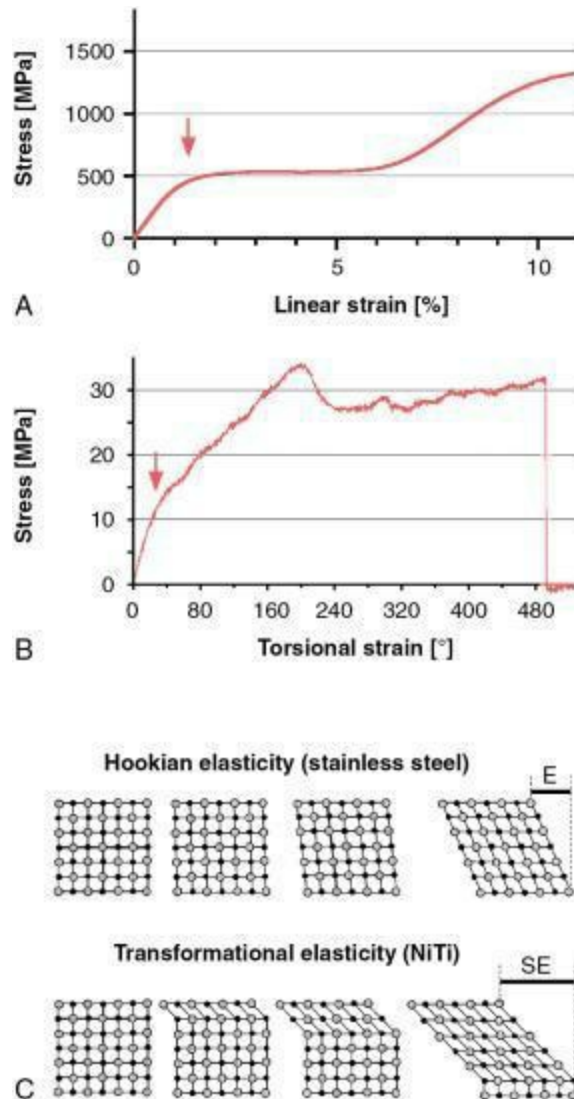 Stress [MPa]
1500
1000
500
0
0 5 10
Linear strain [%]
A
Stress [MPa]
30
20
10
0
0 80 160 240 320 400 480
Torsional strain [°]
B
Hookian elasticity (stainless steel)
E
Transformational elasticity (NiTi)
SE
C